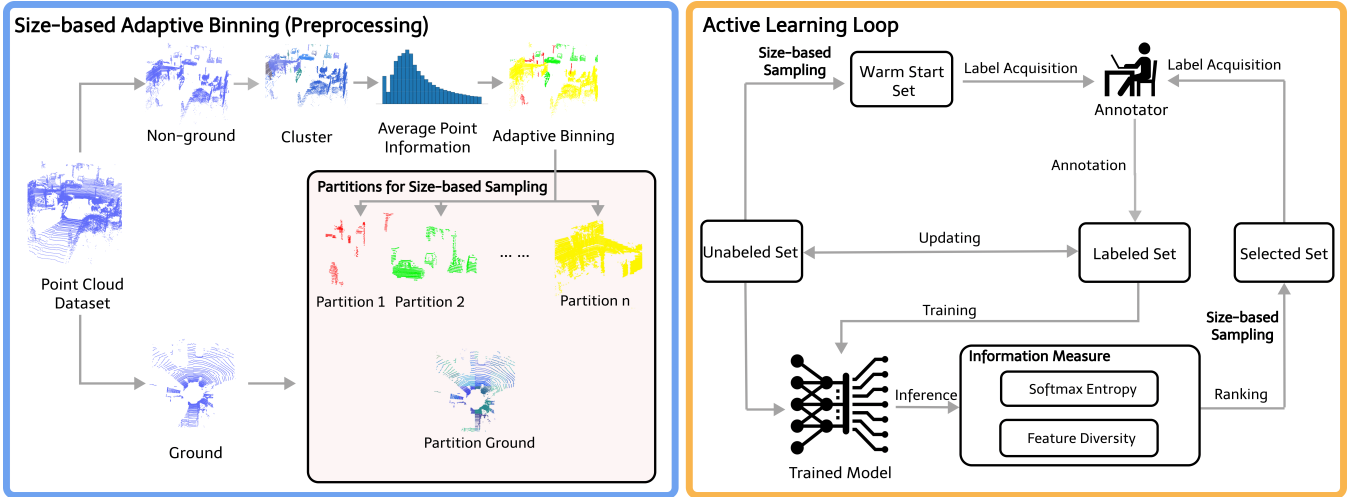 Size-based Adaptive Binning (Preprocessing)
Non-ground
Cluster
Average Point
Information
Adaptive Binning
Point Cloud
Dataset
Ground
Partitions for Size-based Sampling
Partition 1
Partition 2
... ...
Partition n
Partition Ground
Active Learning Loop
Size-based
Sampling
Warm Start
Set
Label Acquisition
Annotator
Label Acquisition
Annotation
Unabeled Set
Updating
Labeled Set
Selected Set
Training
Size-based
Sampling
Trained Model
Inference
Information Measure
Softmax Entropy
Feature Diversity
Ranking